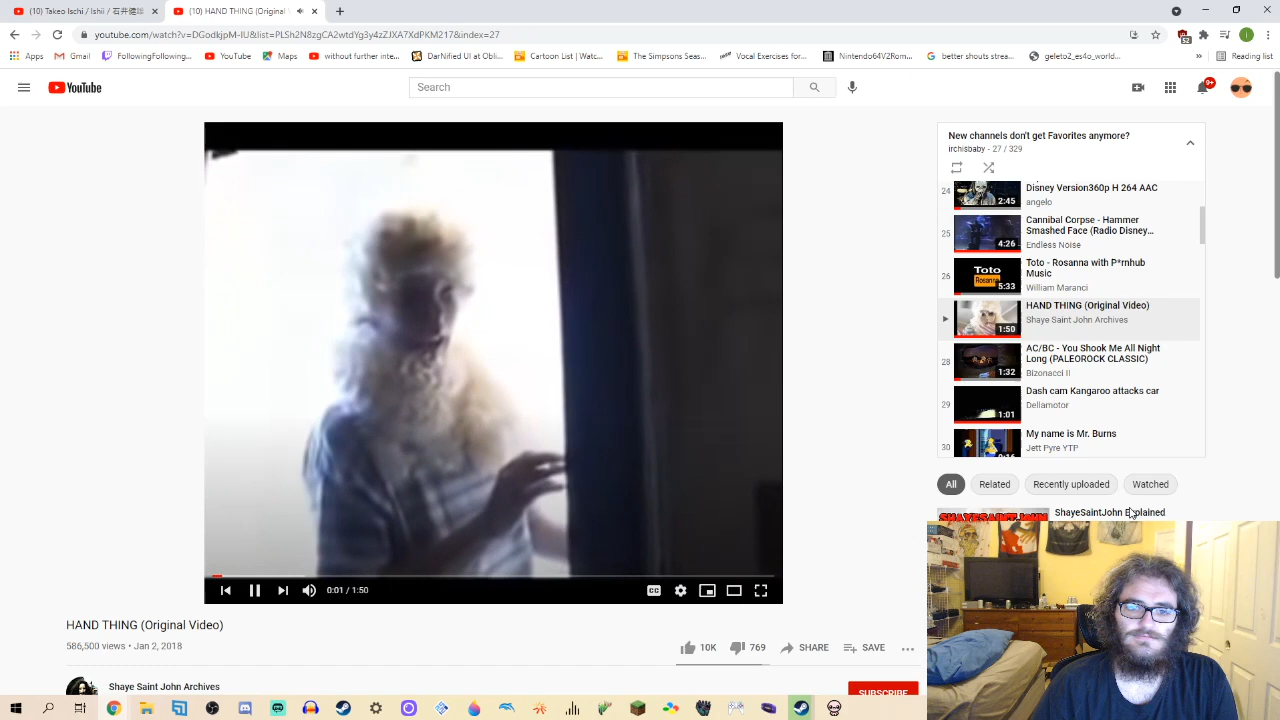 (10) Takeo Ischi / Ishii / 石井健雄
(10) HAND THING (Original Video)
youtube.com/watch?v=DGodkjpM-IU&list=PLSh2N8zgCA2wtdYg3y4zZJXA7XdPKM217&index=27
Apps
Gmail
FollowingFollowing...
YouTube
Maps
without further inte...
DarNified UI at Obli...
Cartoon List | Watc...
The Simpsons Seas...
Vocal Exercises for...
Nintendo64V2Rom...
better shouts strea...
geleto2_es4o_world...
»
Reading list
YouTube
Search
9+
New channels don't get Favorites anymore?
irchisbaby - 27 / 329
24
Disney Version360p H 264 AAC
angelo
2:45
25
Cannibal Corpse - Hammer
Smashed Face (Radio Disney...
Endless Noise
4:26
26
Toto - Rosanna with P*rnhub
Music
William Maranci
Toto
Rosanna
5:33
HAND THING (Original Video)
Shaye Saint John Archives
1:50
28
AC/BC - You Shook Me All Night
Long (PALEOROCK CLASSIC)
Bizonacci II
1:32
29
Dash cam Kangaroo attacks car
Dellamotor
1:01
30
My name is Mr. Burns
Jett Pyre YTP
0:16
All
Related
Recently uploaded
Watched
SHAYESAINTJOHN
ShayeSaintJohn Explained
0:01 / 1:50
HAND THING (Original Video)
586,500 views • Jan 2, 2018
10K
769
SHARE
SAVE
Shaye Saint John Archives
SUBSCRIBE